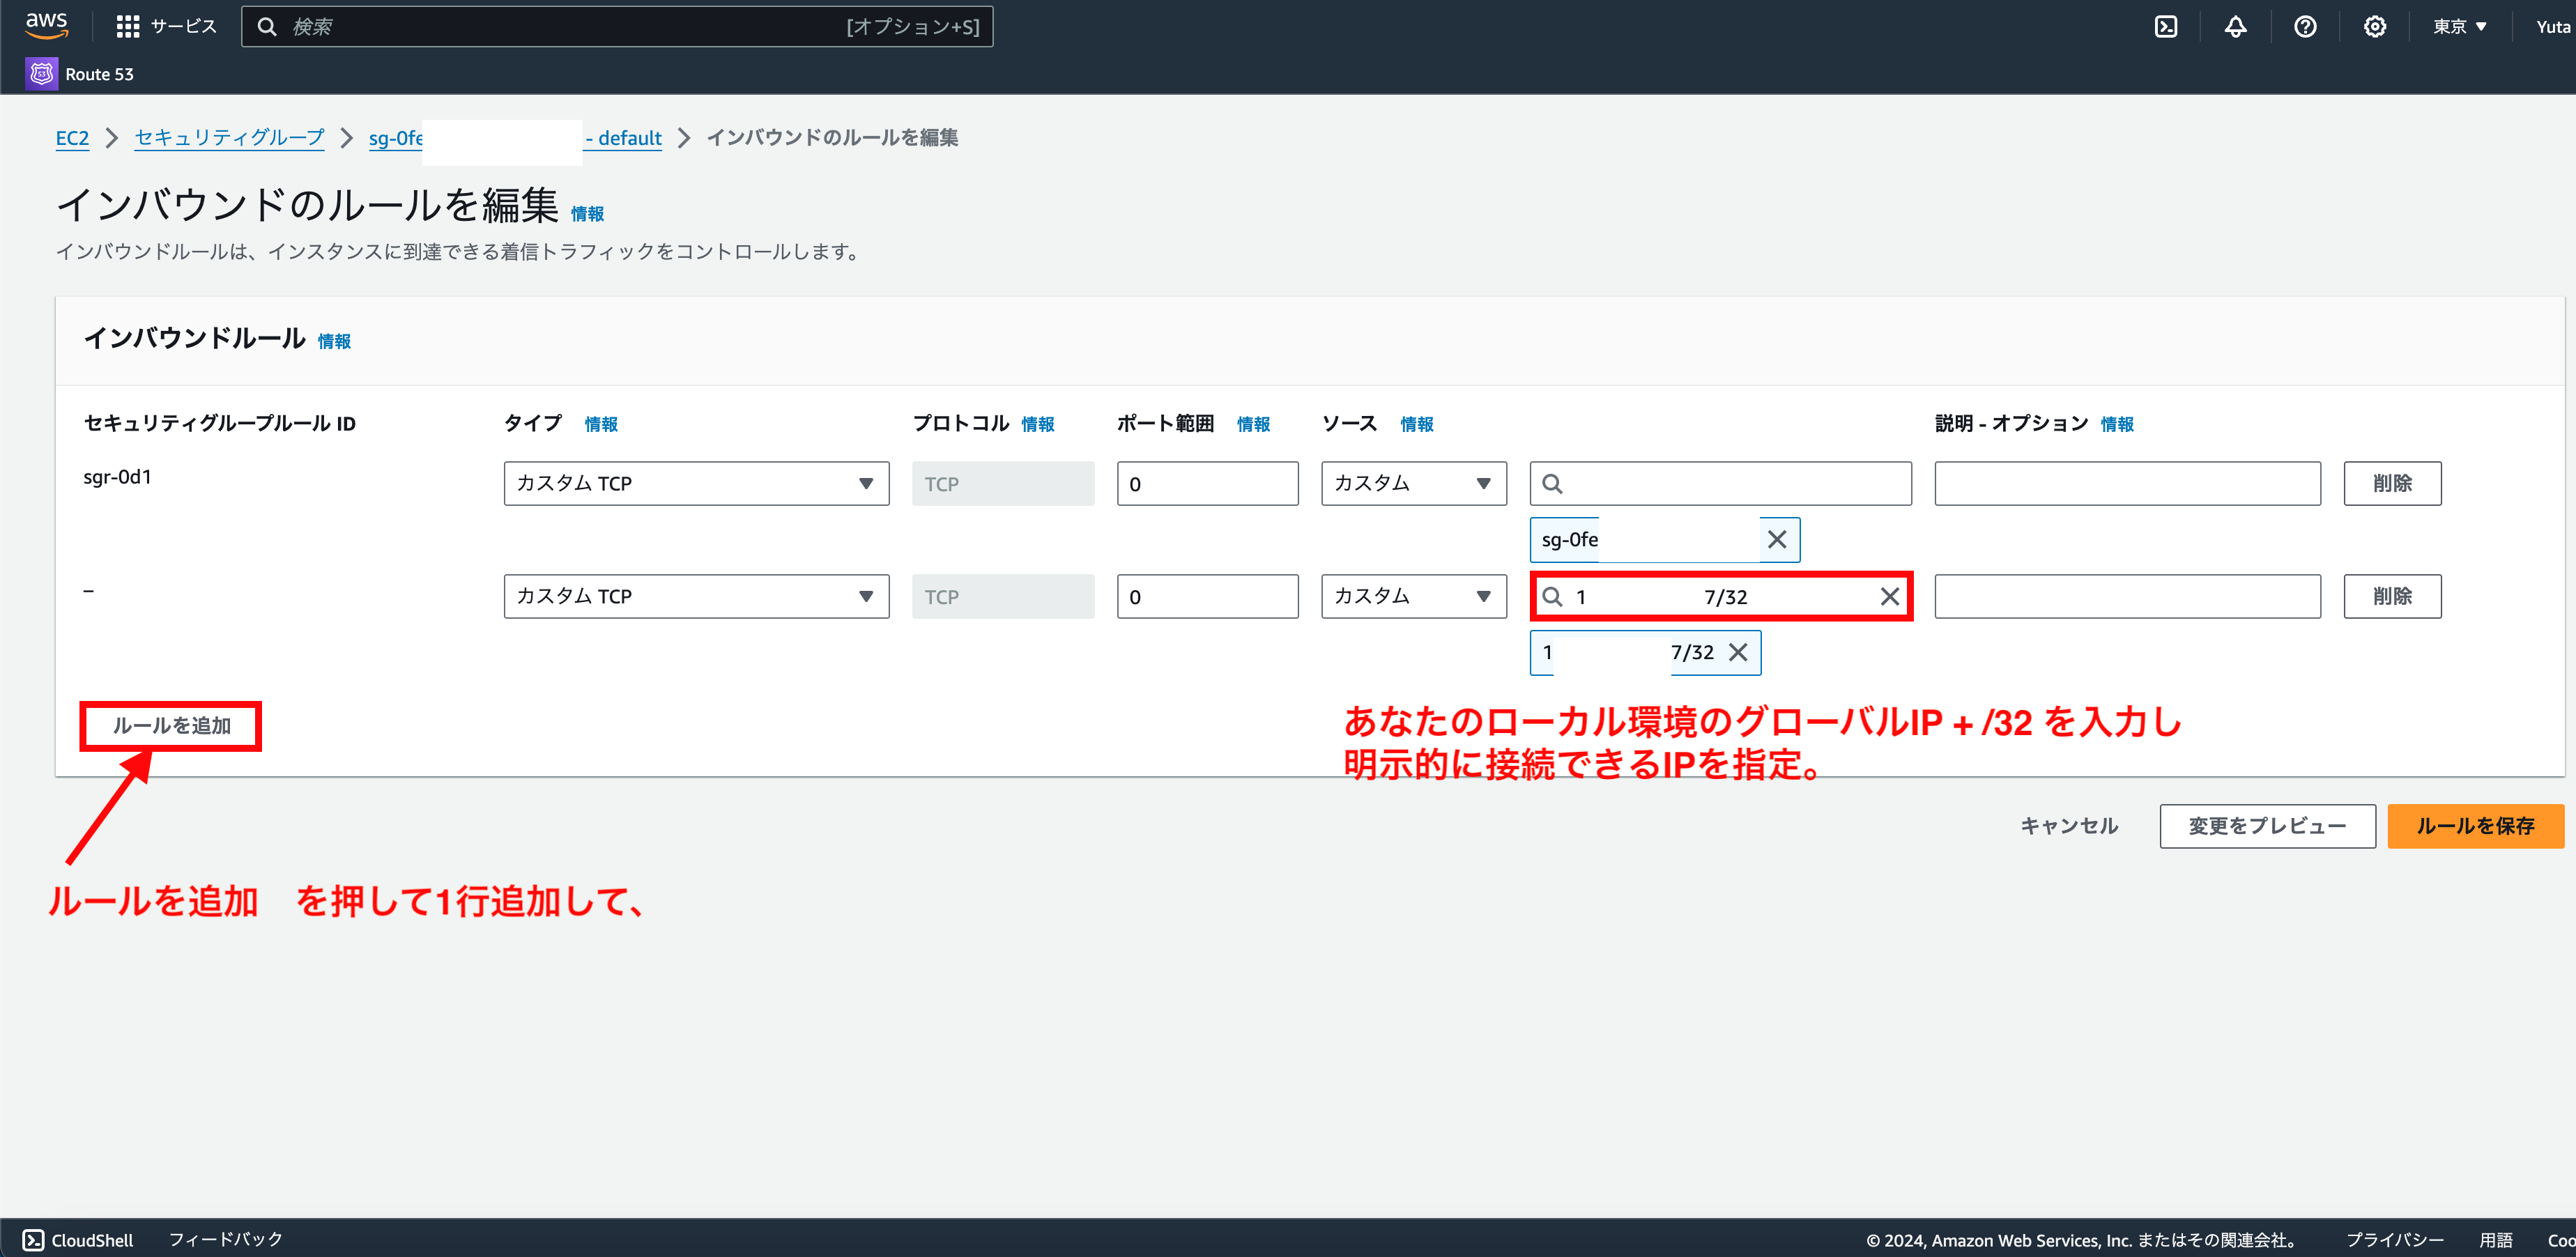 aws
サービス
検索
[オプション+S]
東京 ▼
Yuta
Route 53
EC2 > セキュリティグループ > sg-0fe - default > インバウンドのルールを編集
インバウンドのルールを編集 情報
インバウンドルールは、インスタンスに到達できる着信トラフィックをコントロールします。
インバウンドルール 情報
セキュリティグループルール ID タイプ 情報 プロトコル 情報 ポート範囲 情報 ソース 情報 説明 - オプション 情報
sgr-0d1 カスタム TCP TCP 0 カスタム 削除
sg-0fe
– カスタム TCP TCP 0 カスタム 1 7/32 削除
1 7/32
ルールを追加
あなたのローカル環境のグローバルIP + /32 を入力し
明示的に接続できるIPを指定。
キャンセル 変更をプレビュー ルールを保存
ルールを追加 を押して1行追加して、
CloudShell フィードバック © 2024, Amazon Web Services, Inc. またはその関連会社。 プライバシー 用語 Coo